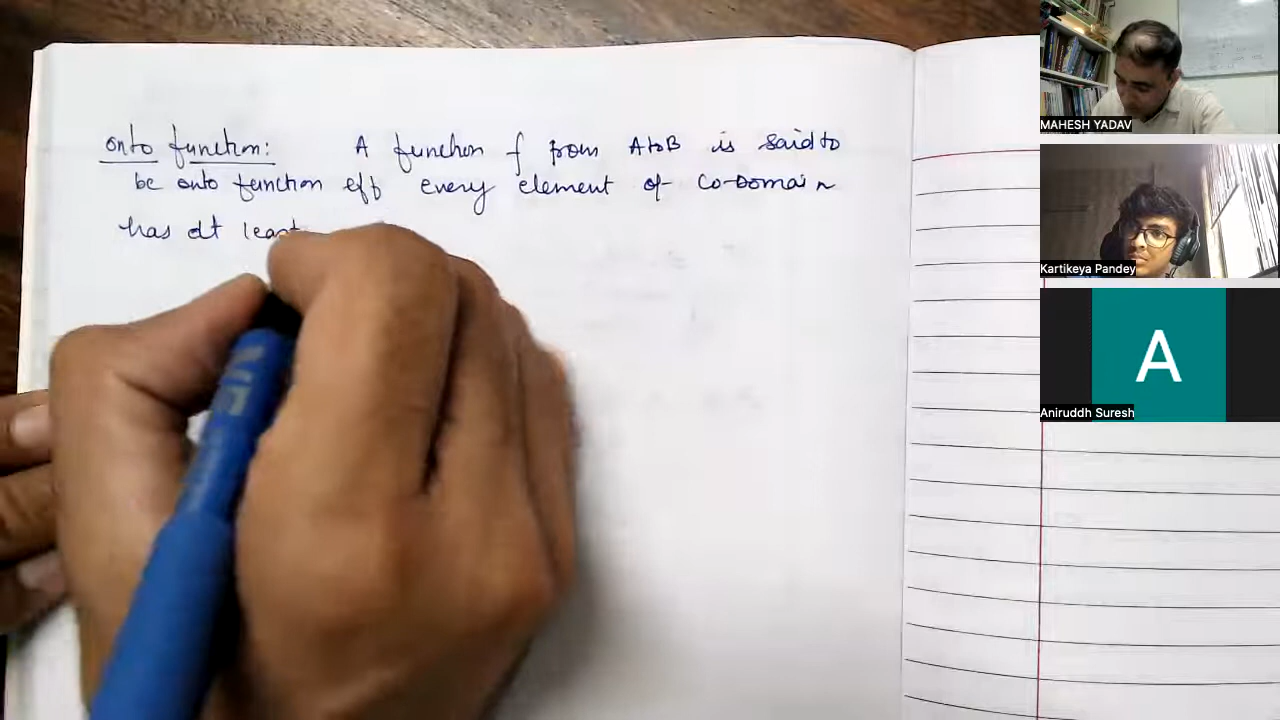 onto function: A function f from A to B is said to
be onto function iff every element of Co-Domain
has at least
MAHESH YADAV
Kartikeya Pandey
A
Aniruddh Suresh